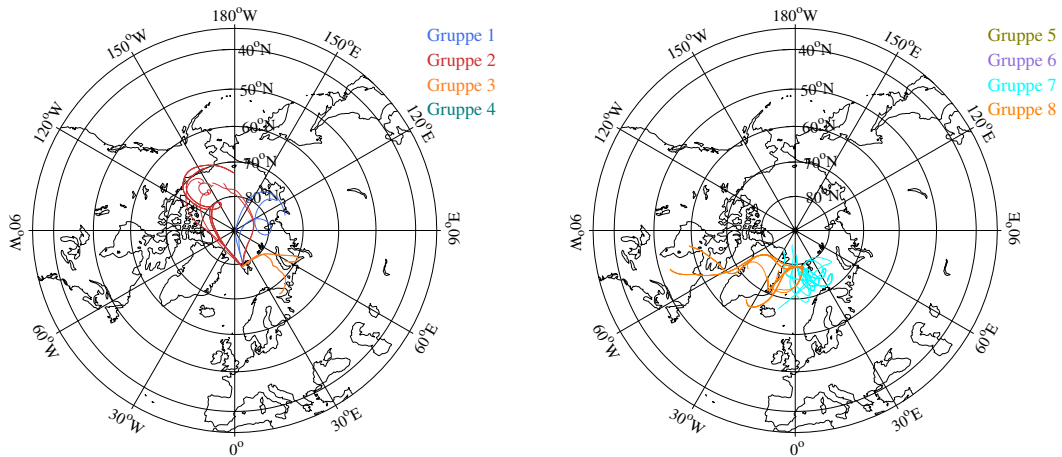 180°
150°W
150°E
120°W
120°E
90°W
90°E
60°W
60°E
30°W
30°E
0°
40°N
50°N
60°N
70°N
80°N
Gruppe 1
Gruppe 2
Gruppe 3
Gruppe 4
180°
150°W
150°E
120°W
120°E
90°W
90°E
60°W
60°E
30°W
30°E
0°
40°N
50°N
60°N
70°N
80°N
Gruppe 5
Gruppe 6
Gruppe 7
Gruppe 8